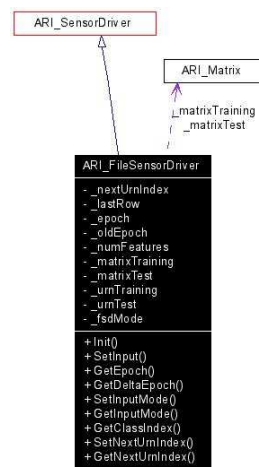 ARI_SensorDriver
ARI_Matrix
_matrixTraining
_matrixTest
ARI_FileSensorDriver
- _nextUrnIndex
- _lastRow
- _epoch
- _oldEpoch
- _numFeatures
- _matrixTraining
- _matrixTest
- _urnTraining
- _urnTest
- _fsdMode
+ Init()
+ SetInput()
+ GetEpoch()
+ GetDeltaEpoch()
+ SetInputMode()
+ GetInputMode()
+ GetClassIndex()
+ SetNextUrnIndex()
+ GetNextUrnIndex()